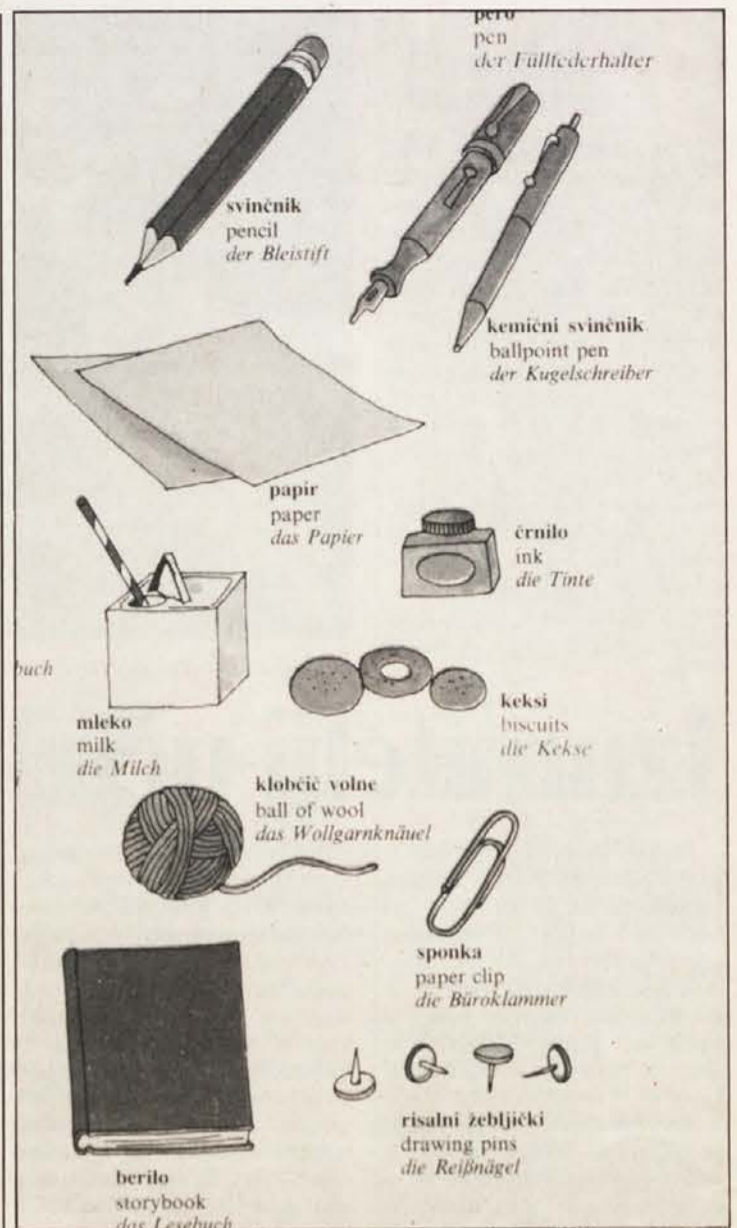 pero
pen
der Füllfederhalter
svinčnik
pencil
der Bleistift
kemični svinčnik
ballpoint pen
der Kugelschreiber
papir
paper
das Papier
črnilo
ink
die Tinte
buch
mleko
milk
die Milch
keksi
biscuits
die Kekse
klobčič volne
ball of wool
das Wollgarnknäuel
sponka
paper clip
die Büroklammer
risalni žebljički
drawing pins
die Reißnägel
berilo
storybook
das Lesebuch